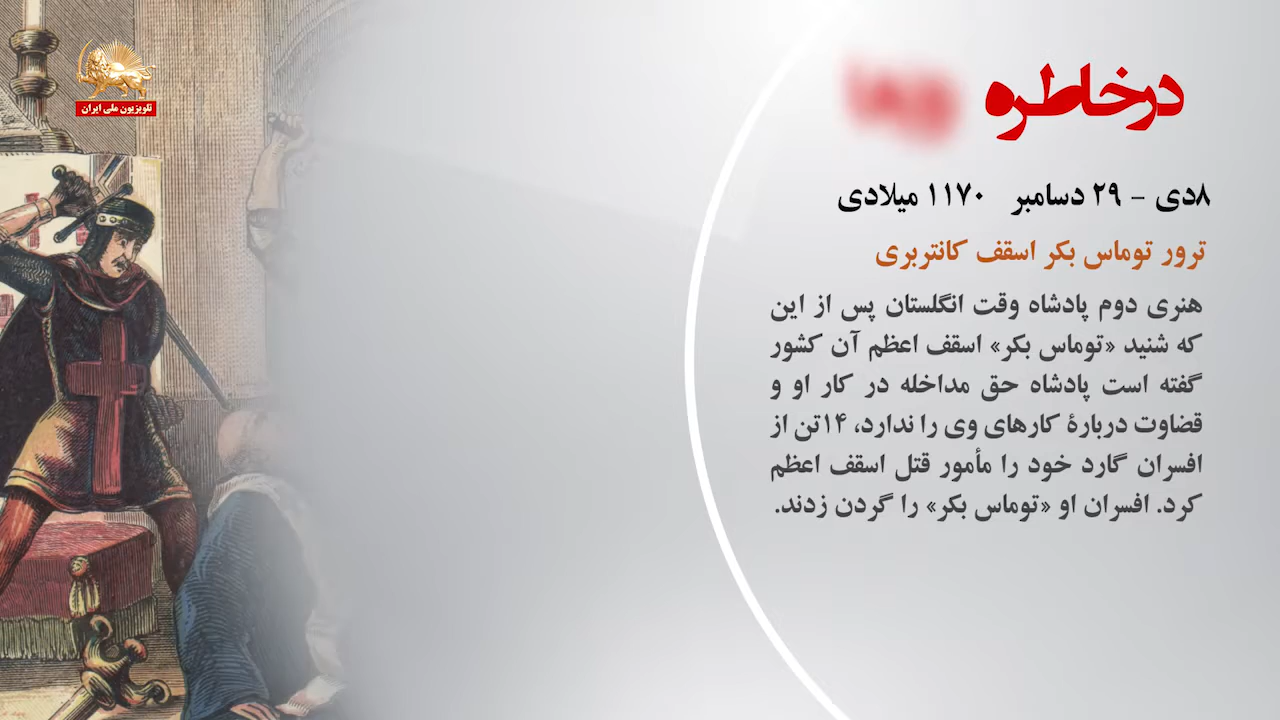 تلویزیون ملی ایران
درخاطره
۸دی - ۲۹ دسامبر ۱۱۷۰ میلادی
ترور توماس بکر اسقف کانتربری
هنری دوم پادشاه وقت انگلستان پس از این
که شنید «توماس بکر» اسقف اعظم آن کشور
گفته است پادشاه حق مداخله در کار او و
قضاوت دربارهٔ کارهای وی را ندارد، ۱۴تن از
افسران گارد خود را مأمور قتل اسقف اعظم
کرد. افسران او «توماس بکر» را گردن زدند.